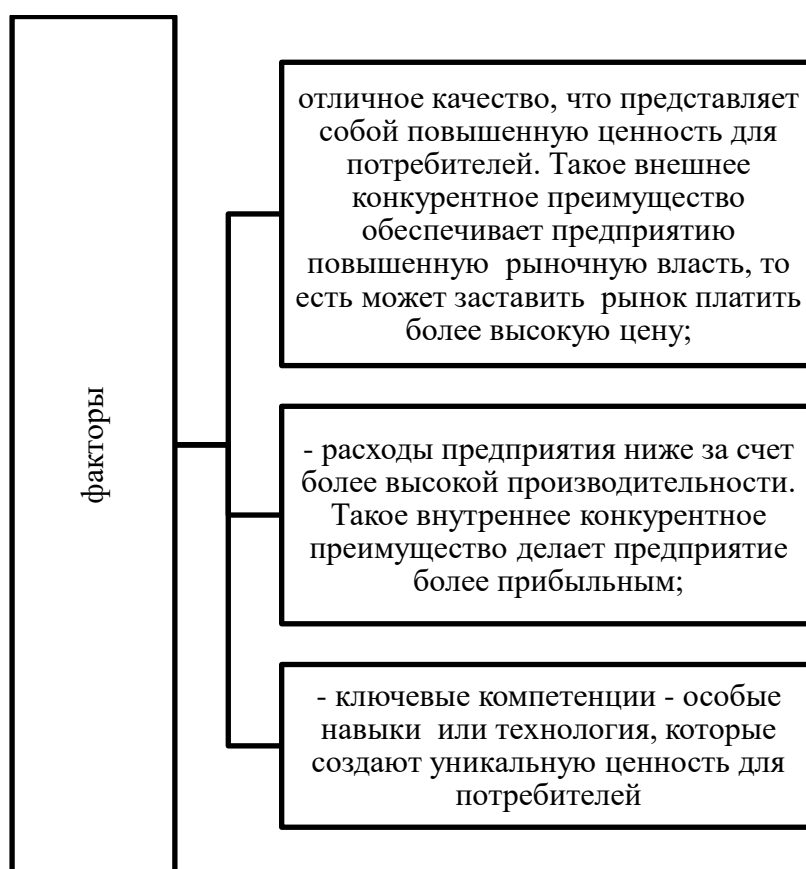 факторы
отличное качество, что представляет
собой повышенную ценность для
потребителей. Такое внешнее
конкурентное преимущество
обеспечивает предприятию
повышенную рыночную власть, то
есть может заставить рынок платить
более высокую цену;
- расходы предприятия ниже за счет
более высокой производительности.
Такое внутреннее конкурентное
преимущество делает предприятие
более прибыльным;
- ключевые компетенции - особые
навыки или технология, которые
создают уникальную ценность для
потребителей